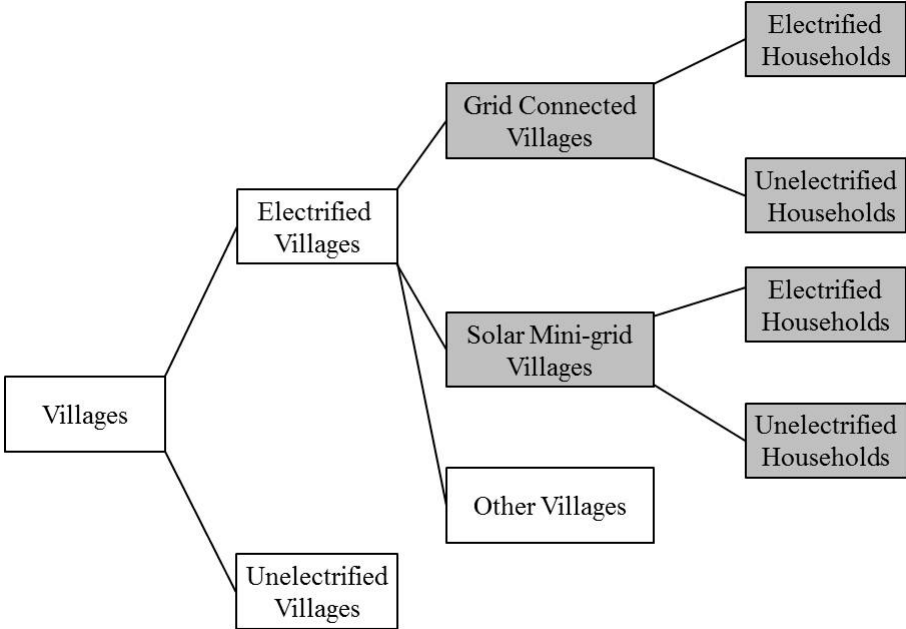 Electrified
Households
Grid Connected
Villages
Unelectrified
Households
Electrified
Villages
Electrified
Households
Solar Mini-grid
Villages
Villages
Unelectrified
Households
Other Villages
Unelectrified
Villages